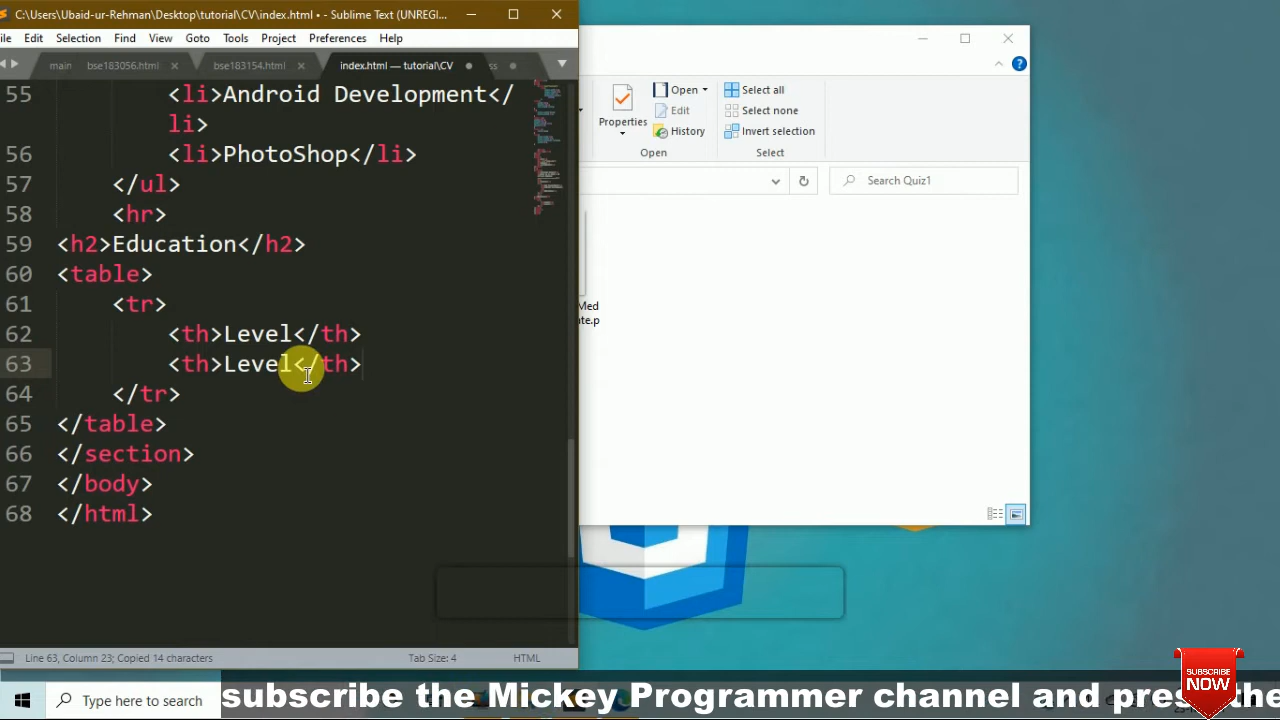 C:\Users\Ubaid-ur-Rehman\Desktop\tutorial\CV\index.html • - Sublime Text (UNREGI...
ile Edit Selection Find View Goto Tools Project Preferences Help
main bse183056.html bse183154.html index.html — tutorial\CV ss
55 <li>Android Development</
li>
56 <li>PhotoShop</li>
57 </ul>
58 <hr>
59 <h2>Education</h2>
60 <table>
61 <tr>
62 <th>Level</th>
63 <th>Level</th>
64 </tr>
65 </table>
66 </section>
67 </body>
68 </html>
Line 63, Column 23; Copied 14 characters Tab Size: 4 HTML
Properties
Open
Edit
History
Open
Select all
Select none
Invert selection
Select
Search Quiz1
Med
te.p
Type here to search
subscribe the Mickey Programmer channel and press the
SUBSCRIBE
NOW